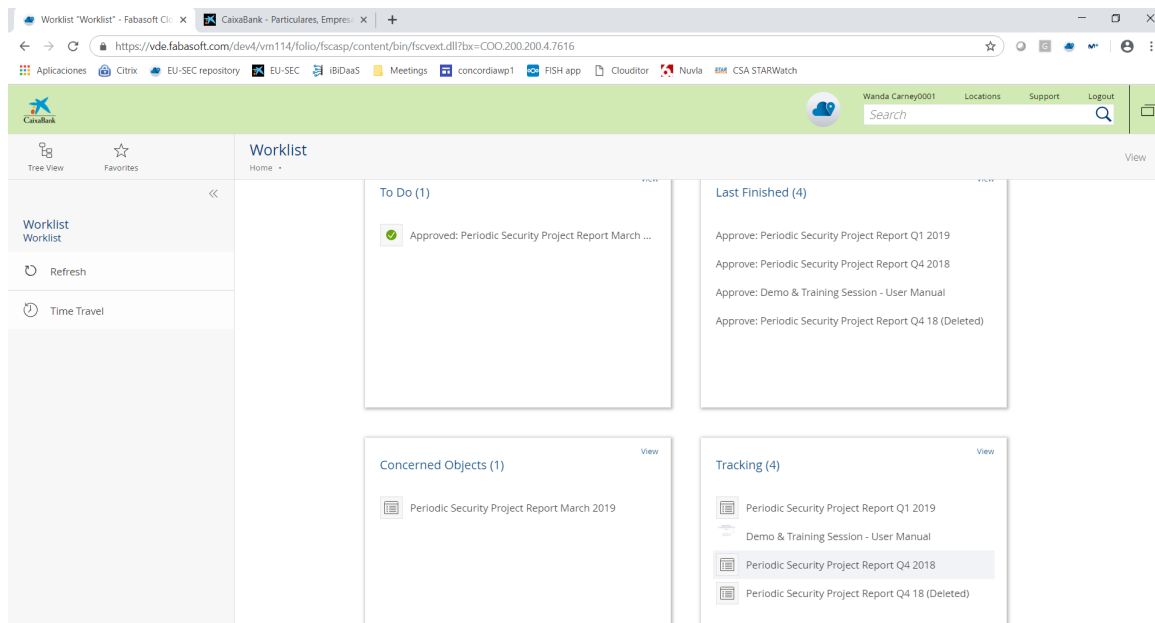 Worklist "Worklist" - Fabasoft Clo
CaixaBank - Particulares, Empresa
https://vde.fabasoft.com/dev4/vm114/folio/fscasp/content/bin/fscvext.dll?bx=COO.200.200.4.7616
Aplicaciones Citrix EU-SEC repository EU-SEC iBiDaaS Meetings concordiawp1 FISH app Clouditor Nuvla CSA STARWatch
CaixaBank
Wanda Carney0001 Locations Support Logout
Search
Tree View Favorites
Worklist
Home
View
Worklist
Worklist
Refresh
Time Travel
To Do (1)
Approved: Periodic Security Project Report March ...
View
Last Finished (4)
Approve: Periodic Security Project Report Q1 2019
Approve: Periodic Security Project Report Q4 2018
Approve: Demo & Training Session - User Manual
Approve: Periodic Security Project Report Q4 18 (Deleted)
View
Concerned Objects (1)
Periodic Security Project Report March 2019
View
Tracking (4)
Periodic Security Project Report Q1 2019
Demo & Training Session - User Manual
Periodic Security Project Report Q4 2018
Periodic Security Project Report Q4 18 (Deleted)